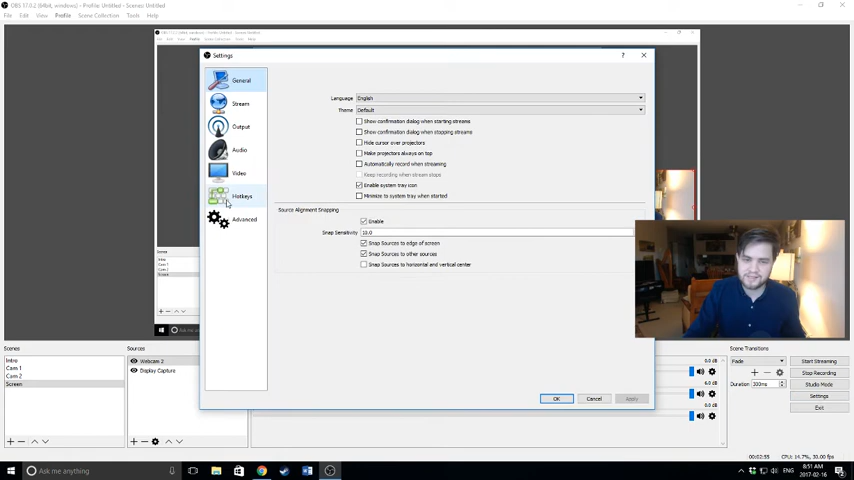 OBS 17.0.2 (64bit, windows) - Profile: Untitled - Scenes: Untitled
File Edit View Profile Scene Collection Tools Help
Settings
General
Stream
Output
Audio
Video
Hotkeys
Advanced
Language English
Theme Default
Show confirmation dialog when starting streams
Show confirmation dialog when stopping streams
Hide cursor over projectors
Make projectors always on top
Automatically record when streaming
Keep recording when stream stops
Enable system tray icon
Minimize to system tray when started
Source Alignment Snapping
Enable
Snap Sensitivity 10.0
Snap Sources to edge of screen
Snap Sources to other sources
Snap Sources to horizontal and vertical center
OK Cancel Apply
Scenes
Intro
Cam 1
Cam 2
Screen
Sources
Webcam 2
Display Capture
0.0 dB
6.0 dB
0.0 dB
Scene Transitions
Fade
Duration 300ms
Start Streaming
Stop Recording
Studio Mode
Settings
Exit
00:02:55 CPU: 14.7%, 30.00 fps
Ask me anything
ENG
8:51 AM
2017-02-16